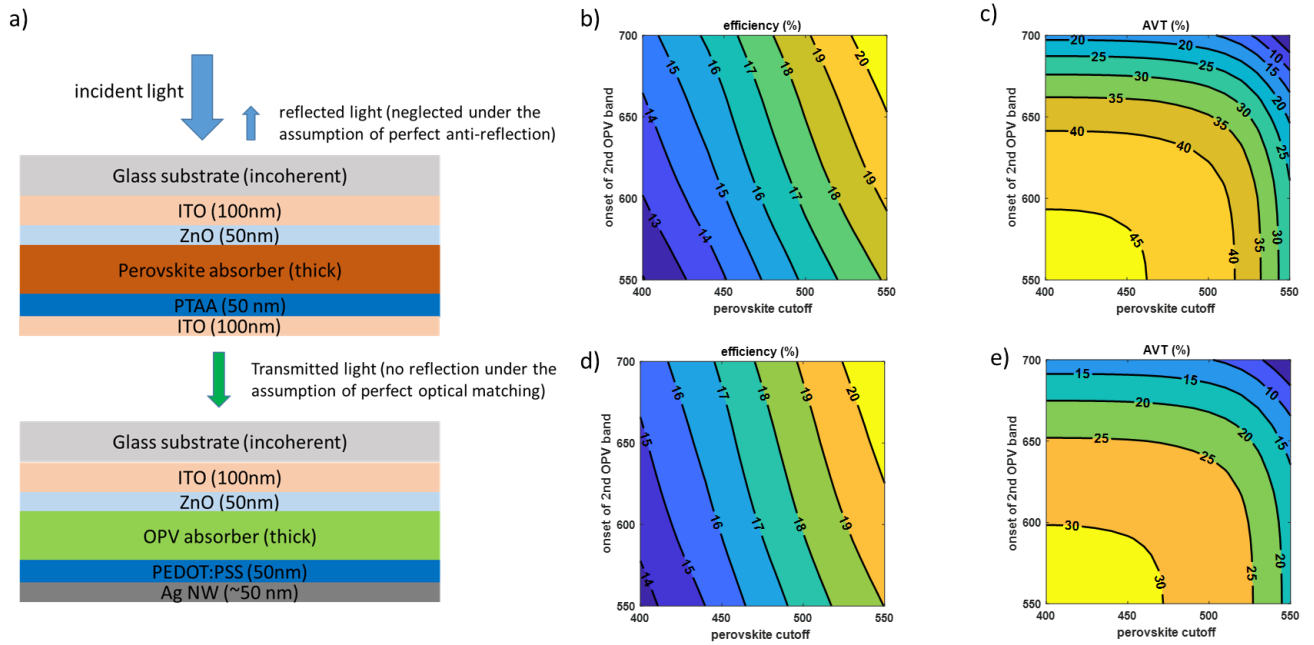 a)
incident light
reflected light (neglected under the
assumption of perfect anti-reflection)
Glass substrate (incoherent)
ITO (100nm)
ZnO (50nm)
Perovskite absorber (thick)
PTAA (50 nm)
ITO (100nm)
Transmitted light (no reflection under the
assumption of perfect optical matching)
Glass substrate (incoherent)
ITO (100nm)
ZnO (50nm)
OPV absorber (thick)
PEDOT:PSS (50nm)
Ag NW (~50 nm)
b)
efficiency (%)
onset of 2nd OPV band
700
650
600
550
15
16
17
18
19
20
14
15
16
17
18
19
13
14
400
450
500
550
perovskite cutoff
c)
AVT (%)
onset of 2nd OPV band
700
650
600
550
20
20
10
15
25
25
20
30
30
25
35
35
40
40
45
40
35
30
400
450
500
550
perovskite cutoff
d)
efficiency (%)
onset of 2nd OPV band
700
650
600
550
16
17
18
19
20
15
16
17
18
19
14
15
400
450
500
550
perovskite cutoff
e)
AVT (%)
onset of 2nd OPV band
700
650
600
550
15
15
10
20
20
15
25
25
30
30
25
20
400
450
500
550
perovskite cutoff